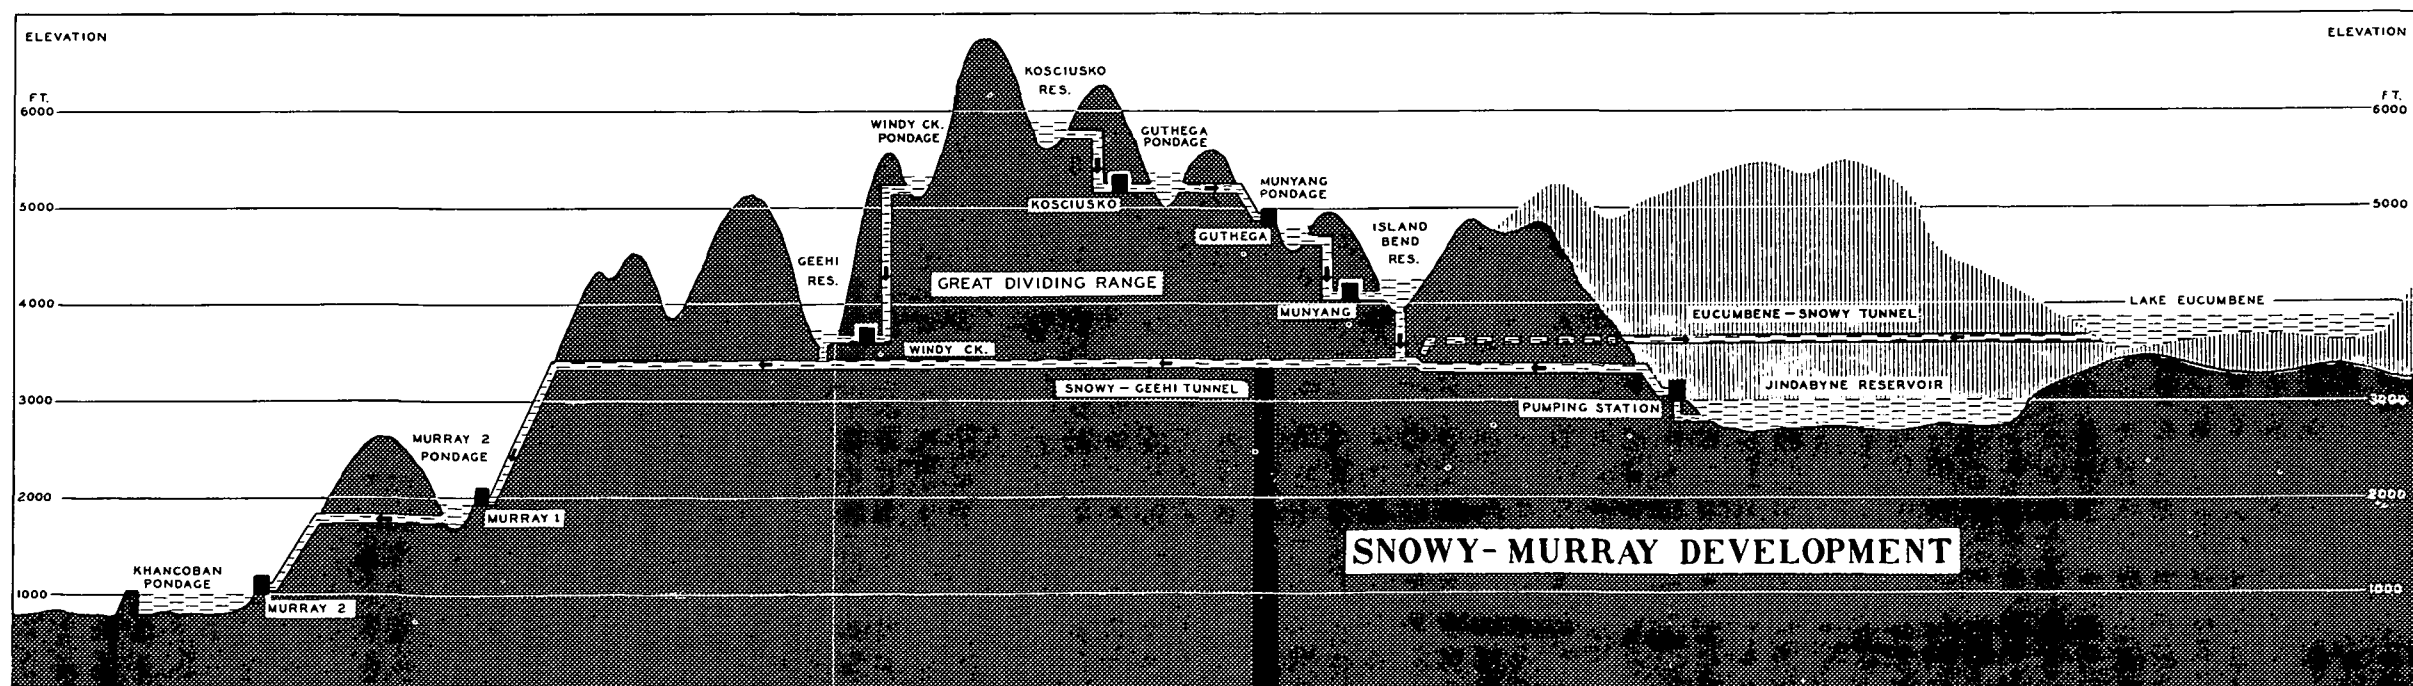 ELEVATION
ELEVATION
FT.
6000
5000
4000
3000
2000
1000
FT.
6000
5000
3000
2000
1000
KOSCIUSKO
RES.
WINDY CK.
PONDAGE
GUTHEGA
PONDAGE
MUNYANG
PONDAGE
KOSCIUSKO
GUTHEGA
ISLAND
BEND
RES.
GEEHI
RES.
GREAT DIVIDING RANGE
MUNYANG
LAKE EUCUMBENE
EUCUMBENE-SNOWY TUNNEL
WINDY CK.
SNOWY-GEEHI TUNNEL
JINDABYNE RESERVOIR
PUMPING STATION
MURRAY 2
PONDAGE
MURRAY 1
SNOWY-MURRAY DEVELOPMENT
KHANCOBAN
PONDAGE
MURRAY 2